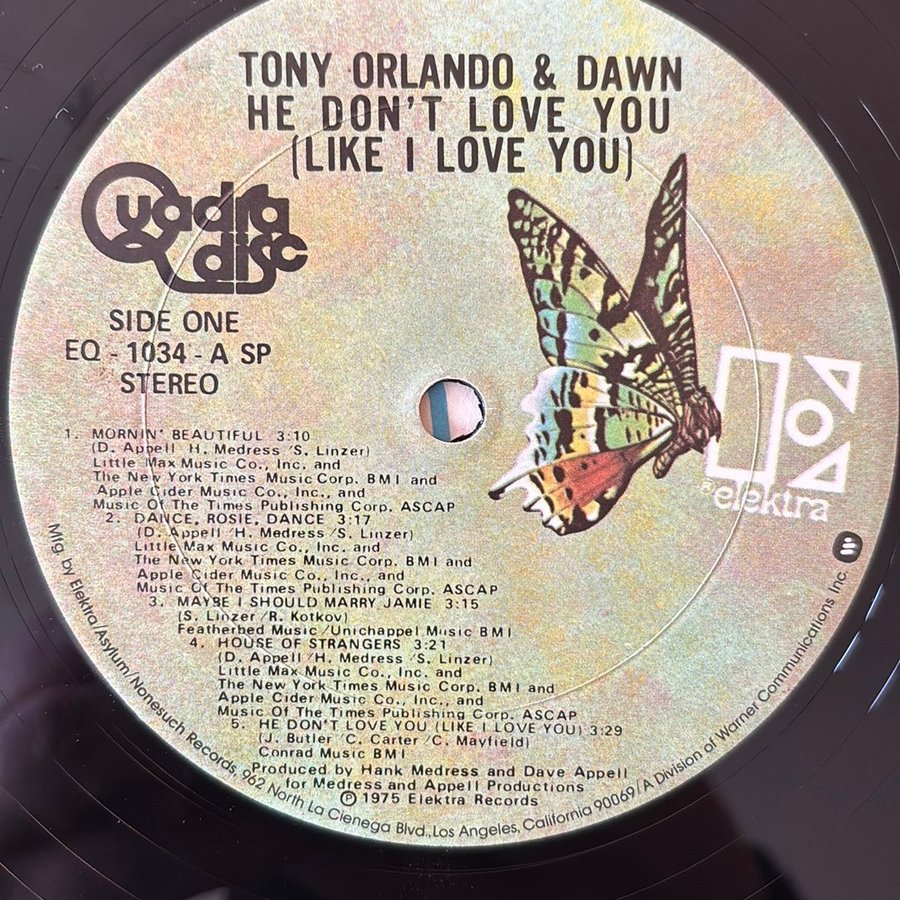 TONY ORLANDO & DAWN
HE DON'T LOVE YOU
(LIKE I LOVE YOU)
Quadradisc
SIDE ONE
EQ - 1034 - A SP
STEREO
elektra
1. MORNIN' BEAUTIFUL 3:10
(D. Appell / H. Medress / S. Linzer)
Little Max Music Co., Inc. and
The New York Times Music Corp. BMI and
Apple Cider Music Co., Inc., and
Music Of The Times Publishing Corp. ASCAP
2. DANCE, ROSIE, DANCE 3:17
(D. Appell / H. Medress / S. Linzer)
Little Max Music Co., Inc. and
The New York Times Music Corp. BMI and
Apple Cider Music Co., Inc., and
Music Of The Times Publishing Corp. ASCAP
3. MAYBE I SHOULD MARRY JAMIE 3:15
(S. Linzer / R. Kotkov)
Featherbed Music / Unichappel Music BMI
4. HOUSE OF STRANGERS 3:21
(D. Appell / H. Medress / S. Linzer)
Little Max Music Co., Inc. and
The New York Times Music Corp. BMI and
Apple Cider Music Co., Inc., and
Music Of The Times Publishing Corp. ASCAP
5. HE DON'T LOVE YOU (LIKE I LOVE YOU) 3:29
(J. Butler / C. Carter / C. Mayfield)
Conrad Music BMI
Produced by Hank Medress and Dave Appell
for Medress and Appell Productions
Ⓟ 1975 Elektra Records
Mfg. by Elektra/Asylum/Nonesuch Records, 962 North La Cienega Blvd., Los Angeles, California 90069/A Division of Warner Communications Inc.